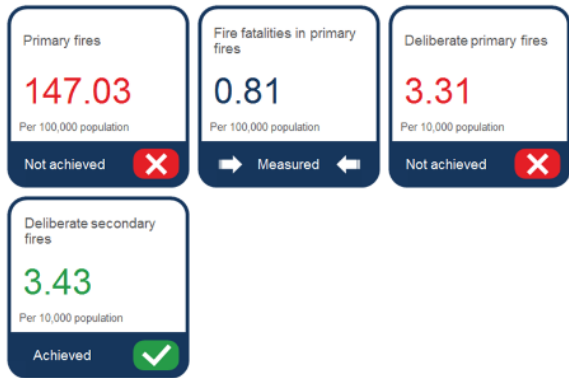 Primary fires
147.03
Per 100,000 population
Not achieved
Fire fatalities in primary
fires
0.81
Per 100,000 population
Measured
Deliberate primary fires
3.31
Per 10,000 population
Not achieved
Deliberate secondary
fires
3.43
Per 10,000 population
Achieved